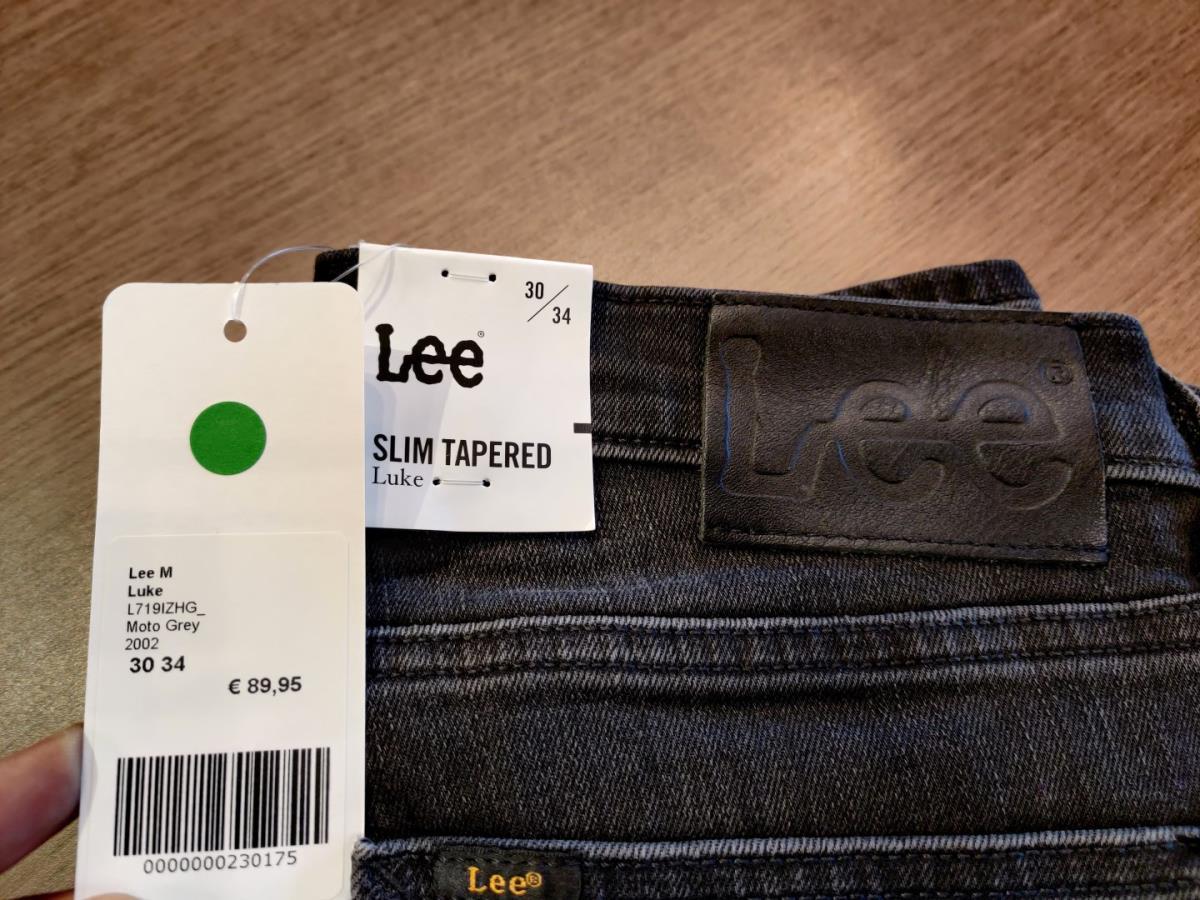 Lee M
Luke
L719IZHG_
Moto Grey
2002
30 34
€ 89,95
0000000230175
30/34
Lee®
SLIM TAPERED
Luke
Lee®
Lee®